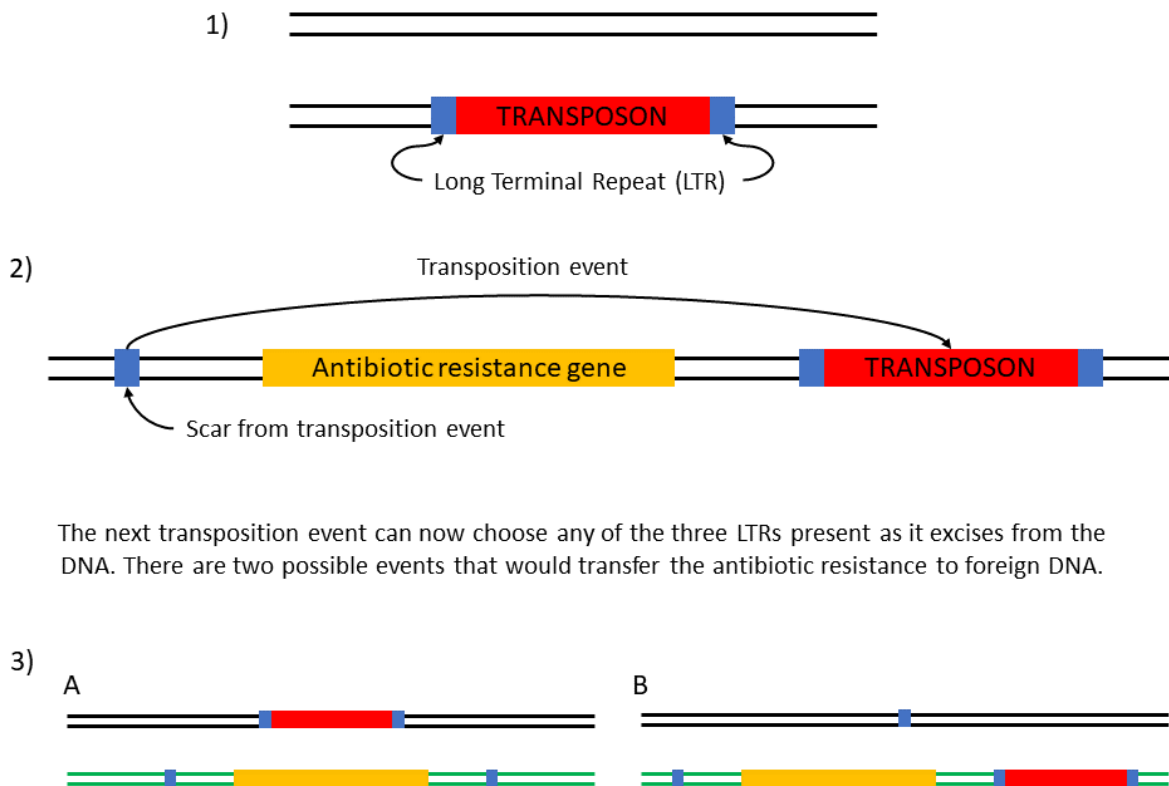 1)
TRANSPOSON
Long Terminal Repeat (LTR)
2)
Transposition event
Antibiotic resistance gene
TRANSPOSON
Scar from transposition event
The next transposition event can now choose any of the three LTRs present as it excises from the
DNA. There are two possible events that would transfer the antibiotic resistance to foreign DNA.
3)
A
B